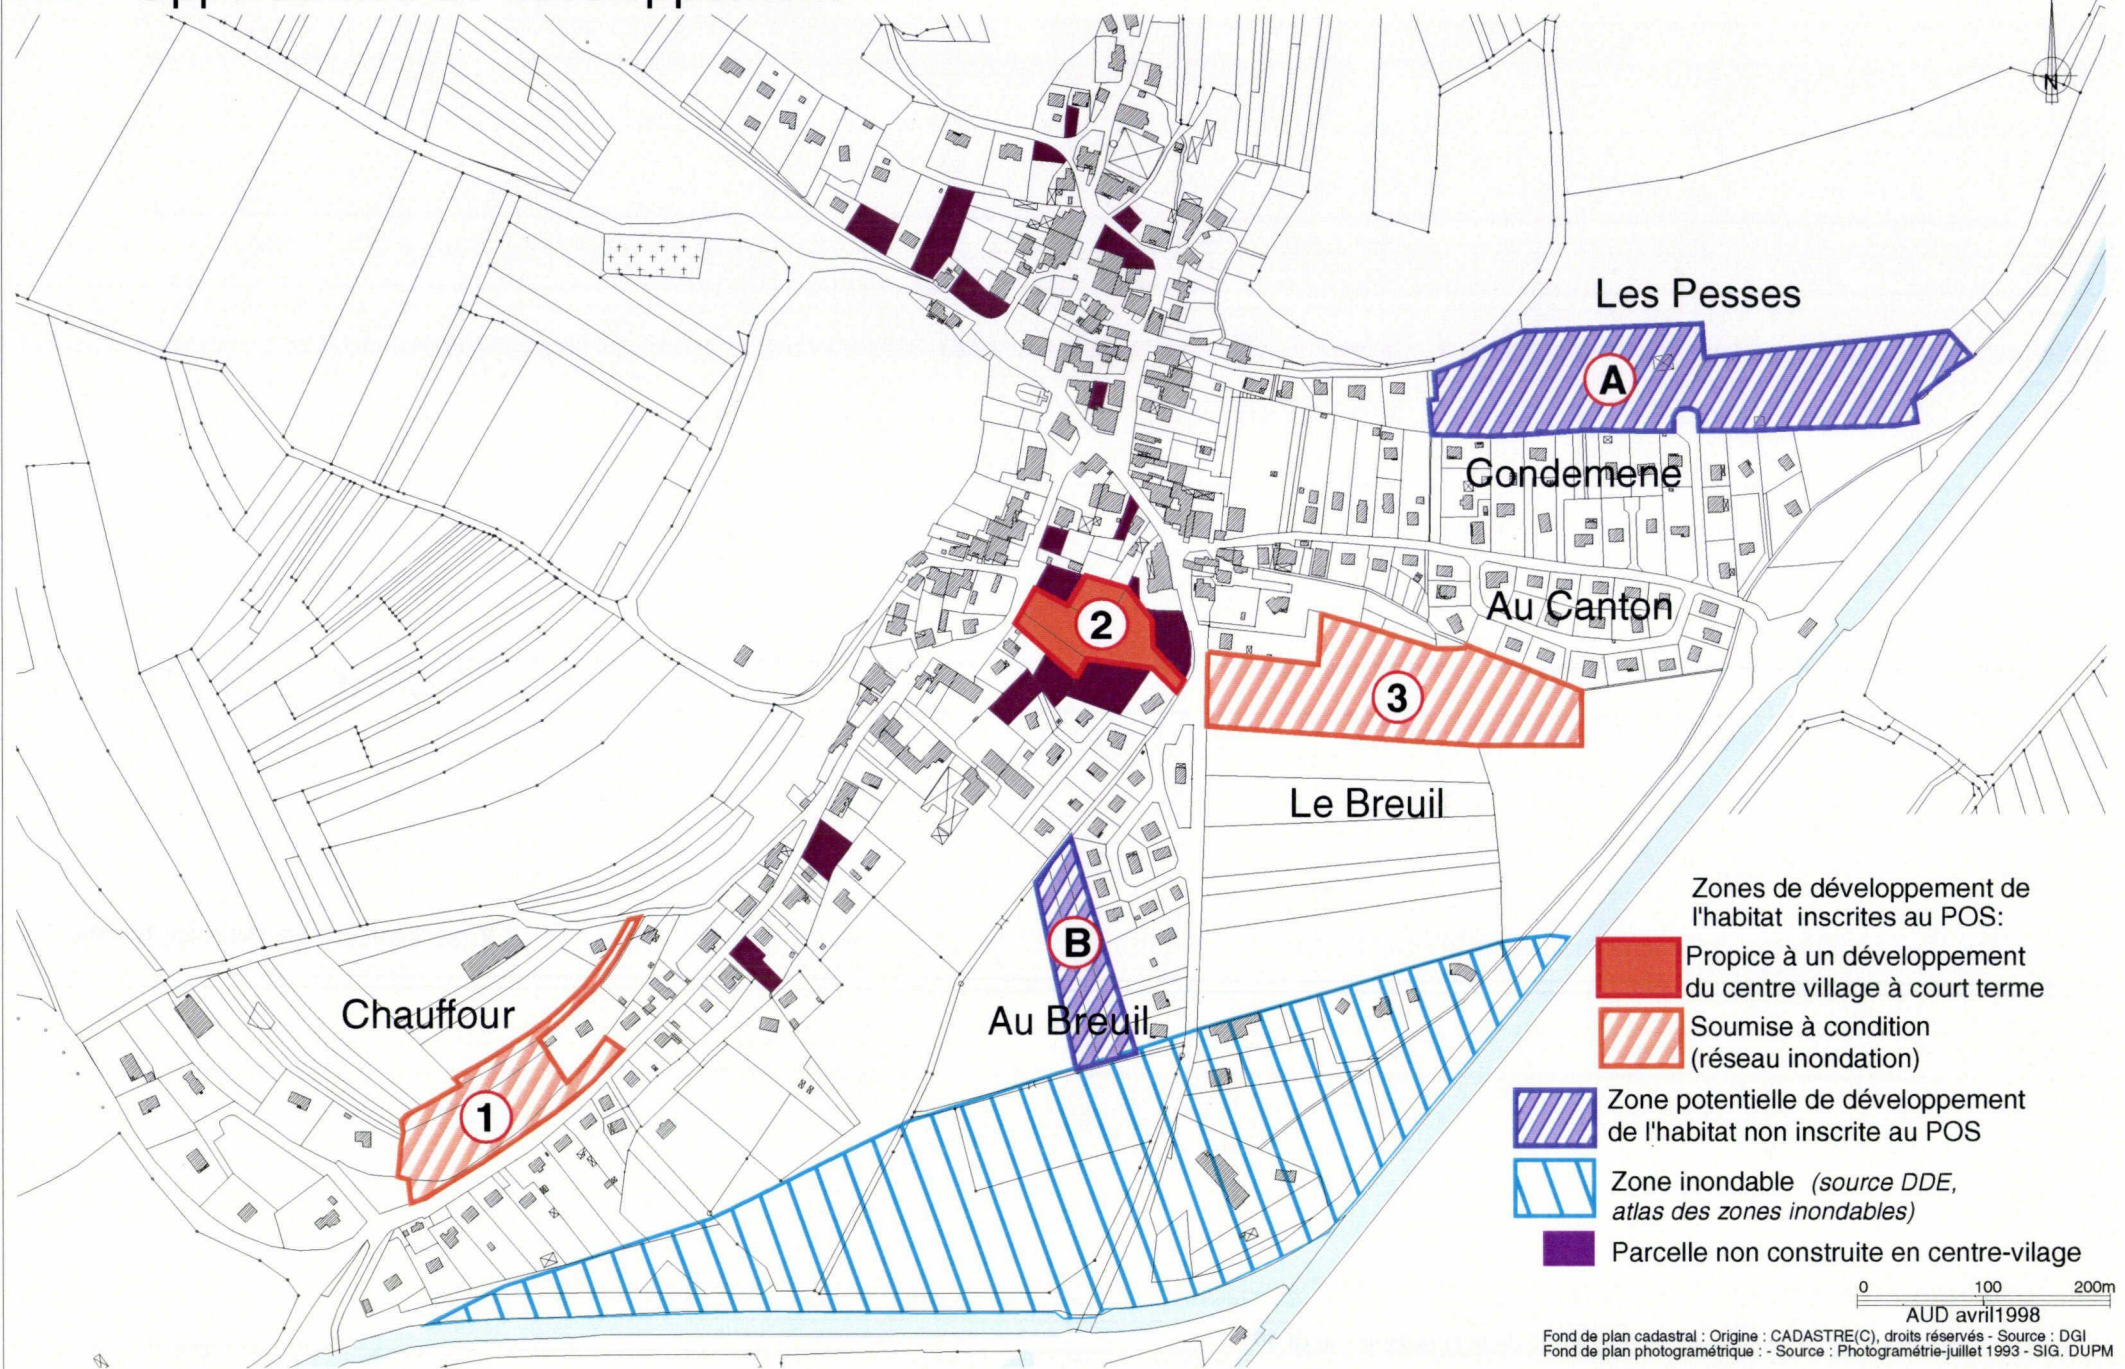 N
Les Pesses
A
Condemene
Au Canton
2
3
Le Breuil
B
Au Breuil
Chauffour
1
Zones de développement de
l'habitat inscrites au POS:
Propice à un développement
du centre village à court terme
Soumise à condition
(réseau inondation)
Zone potentielle de développement
de l'habitat non inscrite au POS
Zone inondable (source DDE,
atlas des zones inondables)
Parcelle non construite en centre-vilage
0 100 200m
AUD avril1998
Fond de plan cadastral : Origine : CADASTRE(C), droits réservés - Source : DGI
Fond de plan photogramétrique : - Source : Photogramétrie-juillet 1993 - SIG. DUPM